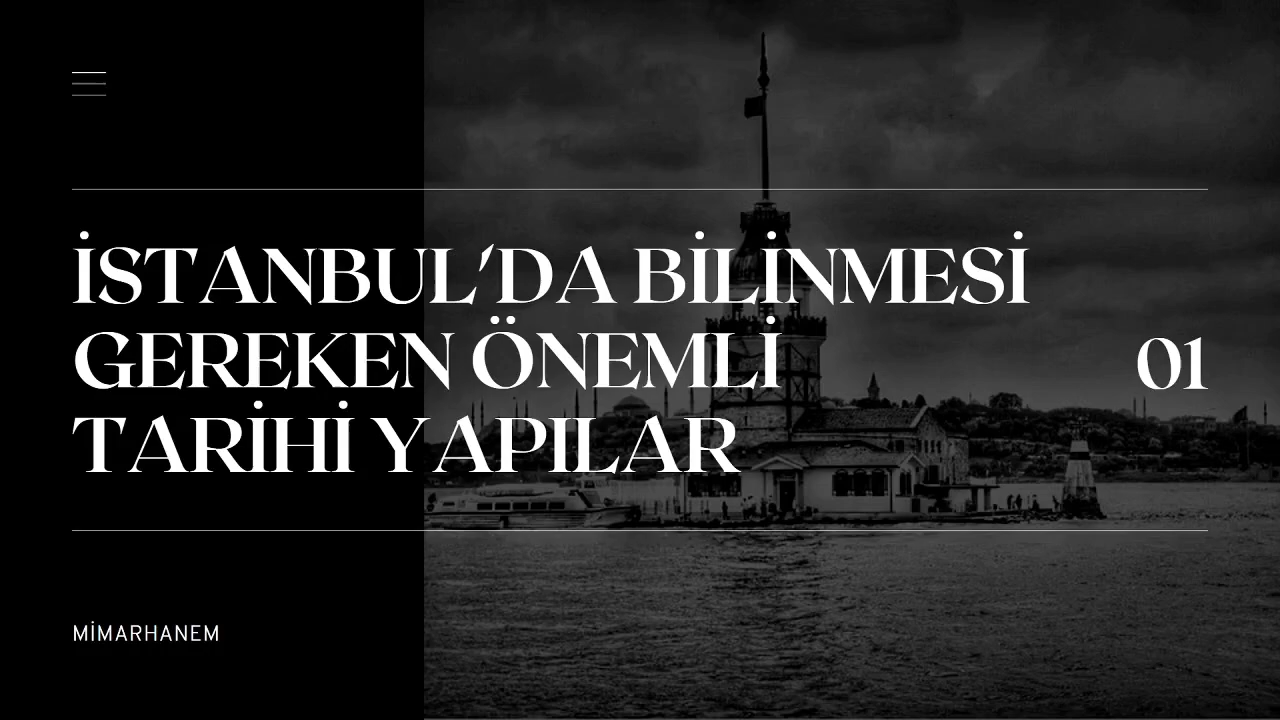 İSTANBUL'DA BİLİNMESİ
GEREKEN ÖNEMLİ
TARİHİ YAPILAR
01
MİMARHANEM